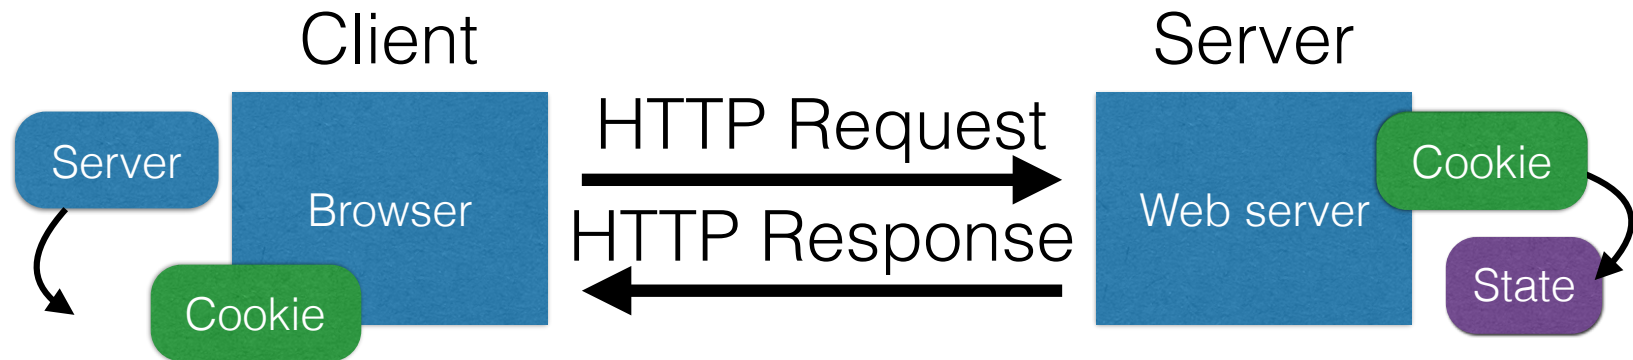 Client
Server
Server
Browser
Cookie
HTTP Request
HTTP Response
Web server
Cookie
State